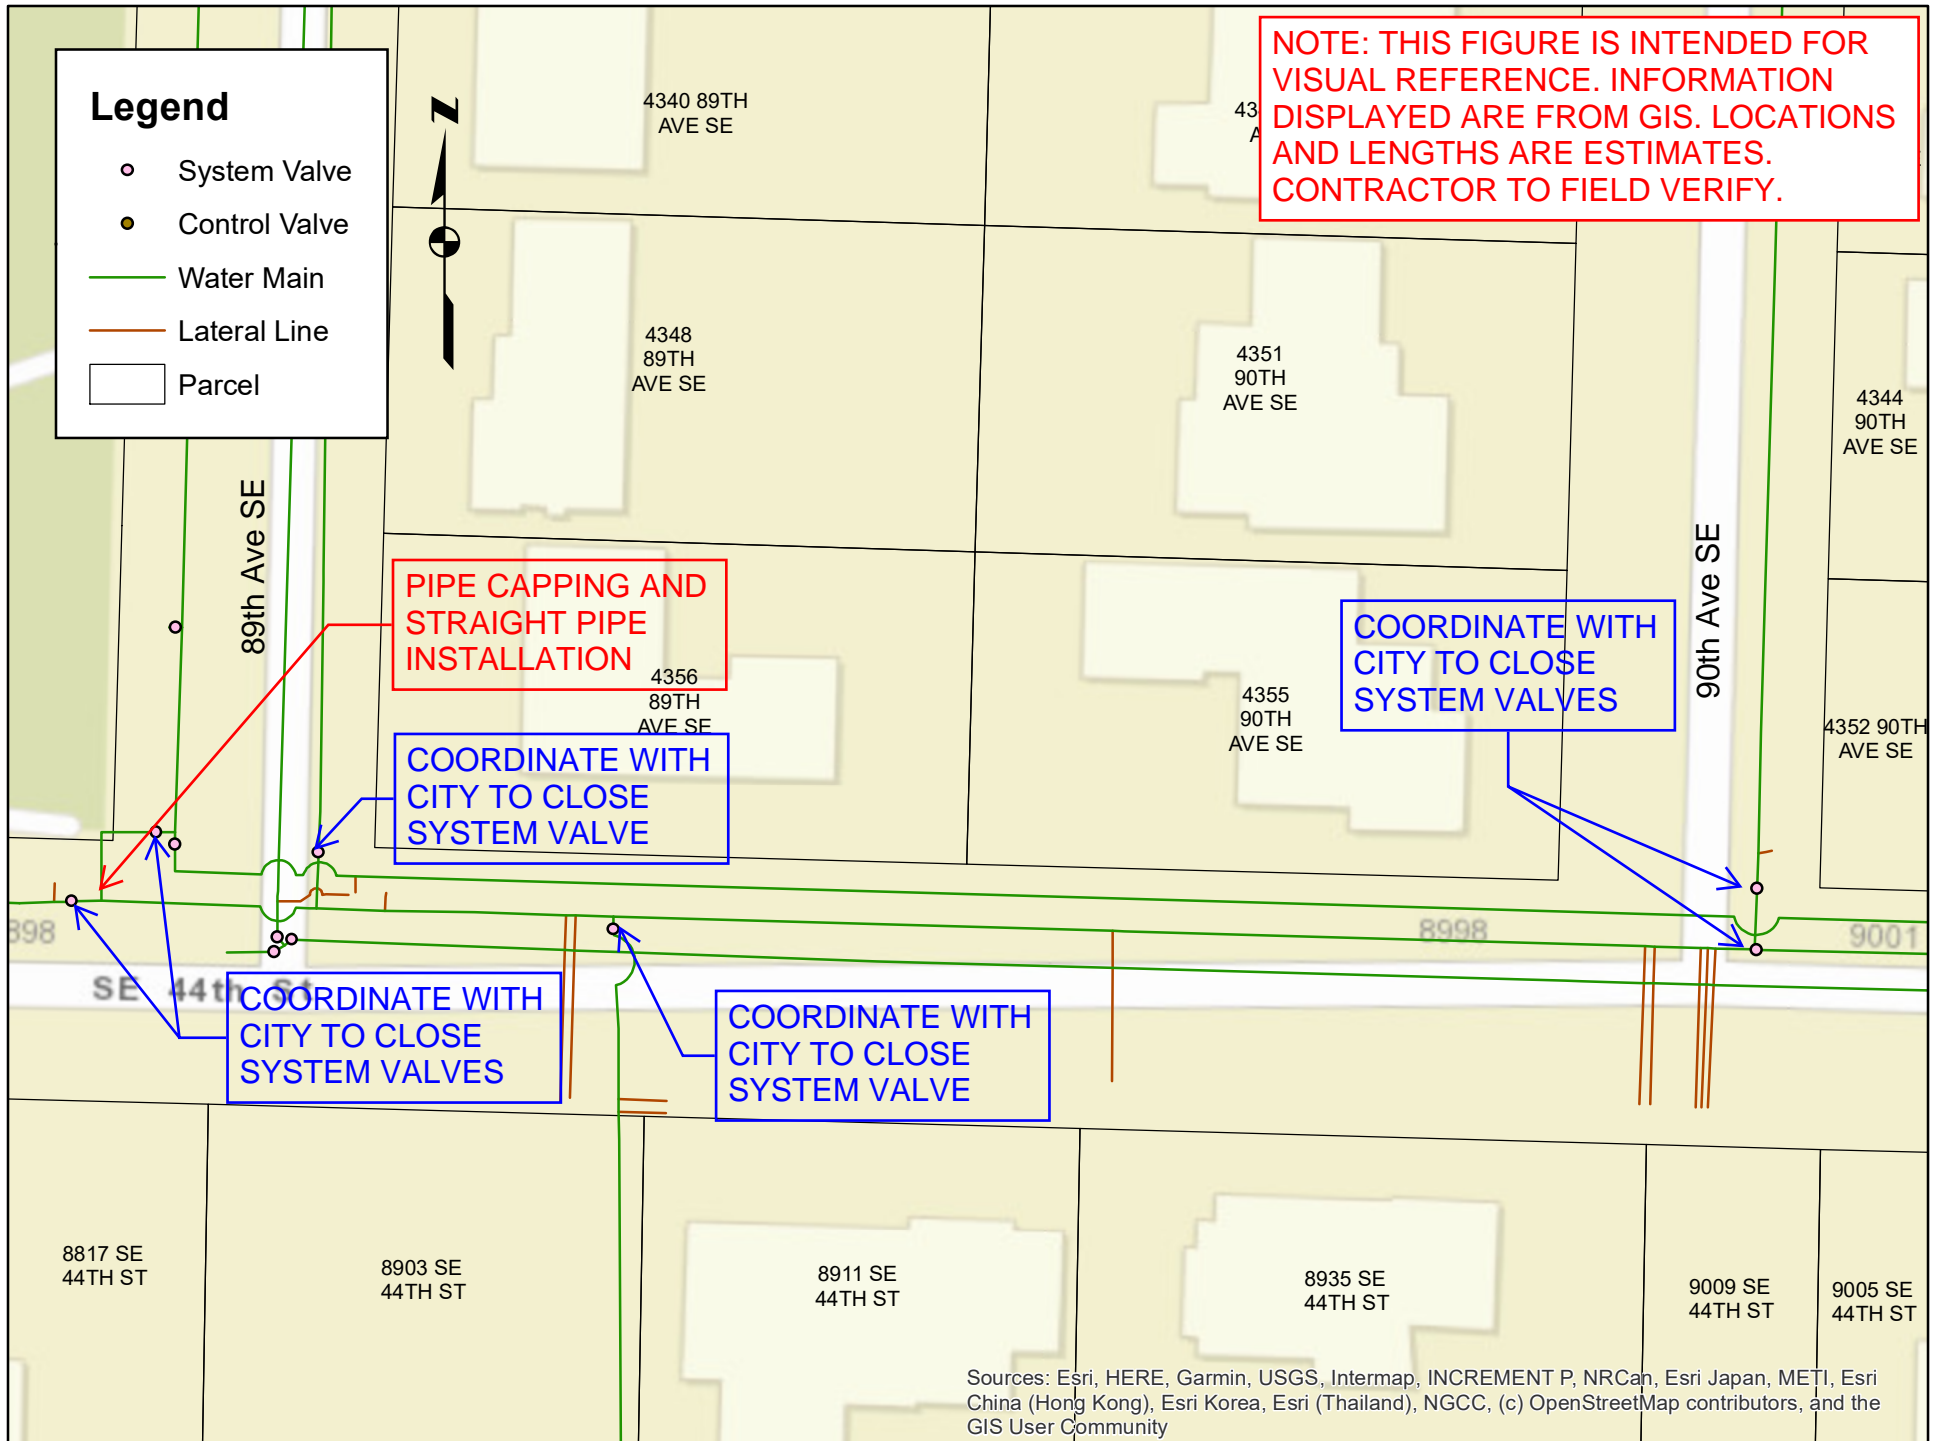 Legend
System Valve
Control Valve
Water Main
Lateral Line
Parcel
Z
NOTE: THIS FIGURE IS INTENDED FOR
VISUAL REFERENCE. INFORMATION
DISPLAYED ARE FROM GIS. LOCATIONS
AND LENGTHS ARE ESTIMATES.
CONTRACTOR TO FIELD VERIFY.
4340 89TH
AVE SE
4348
89TH
AVE SE
4351
90TH
AVE SE
4344
90TH
AVE SE
89th Ave SE
90th Ave SE
PIPE CAPPING AND
STRAIGHT PIPE
INSTALLATION
4356
89TH
AVE SE
4355
90TH
AVE SE
COORDINATE WITH
CITY TO CLOSE
SYSTEM VALVES
4352 90TH
AVE SE
COORDINATE WITH
CITY TO CLOSE
SYSTEM VALVE
898
8998
9001
SE 44th St
COORDINATE WITH
CITY TO CLOSE
SYSTEM VALVES
COORDINATE WITH
CITY TO CLOSE
SYSTEM VALVE
8817 SE
44TH ST
8903 SE
44TH ST
8911 SE
44TH ST
8935 SE
44TH ST
9009 SE
44TH ST
9005 SE
44TH ST
Sources: Esri, HERE, Garmin, USGS, Intermap, INCREMENT P, NRCan, Esri Japan, METI, Esri
China (Hong Kong), Esri Korea, Esri (Thailand), NGCC, (c) OpenStreetMap contributors, and the
GIS User Community